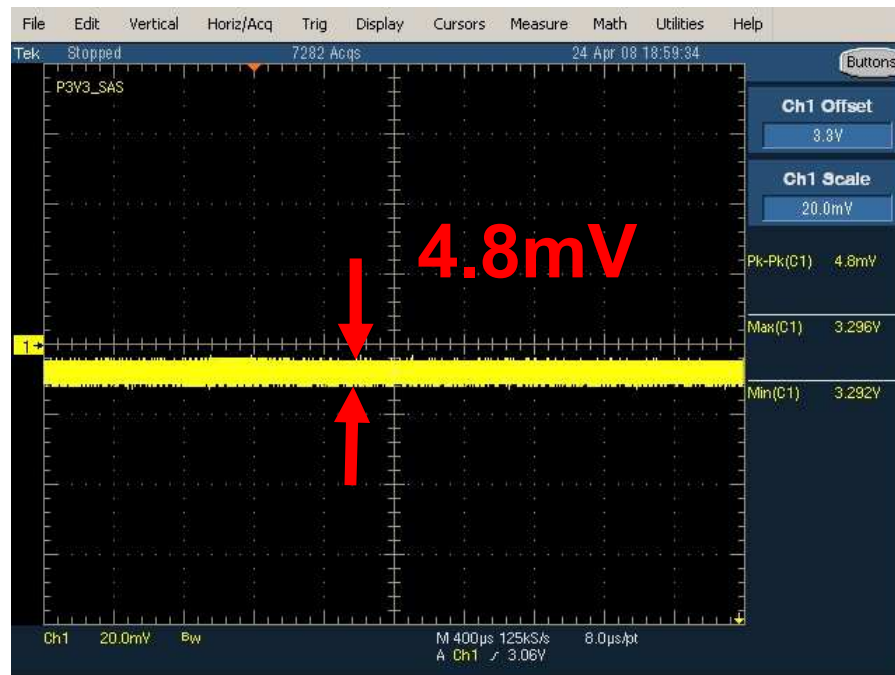 File Edit Vertical Horiz/Acq Trig Display Cursors Measure Math Utilities Help
Tek Stopped 7282 Acqs 24 Apr 08 18:59:34
Buttons
P3V3_SAS
Ch1 Offset
3.3V
Ch1 Scale
20.0mV
4.8mV
Pk-Pk(C1) 4.8mV
Max(C1) 3.296V
1
Min(C1) 3.292V
Ch1 20.0mV Bw M 400µs 125kS/s 8.0µs/pt
A Ch1 ∕ 3.06V